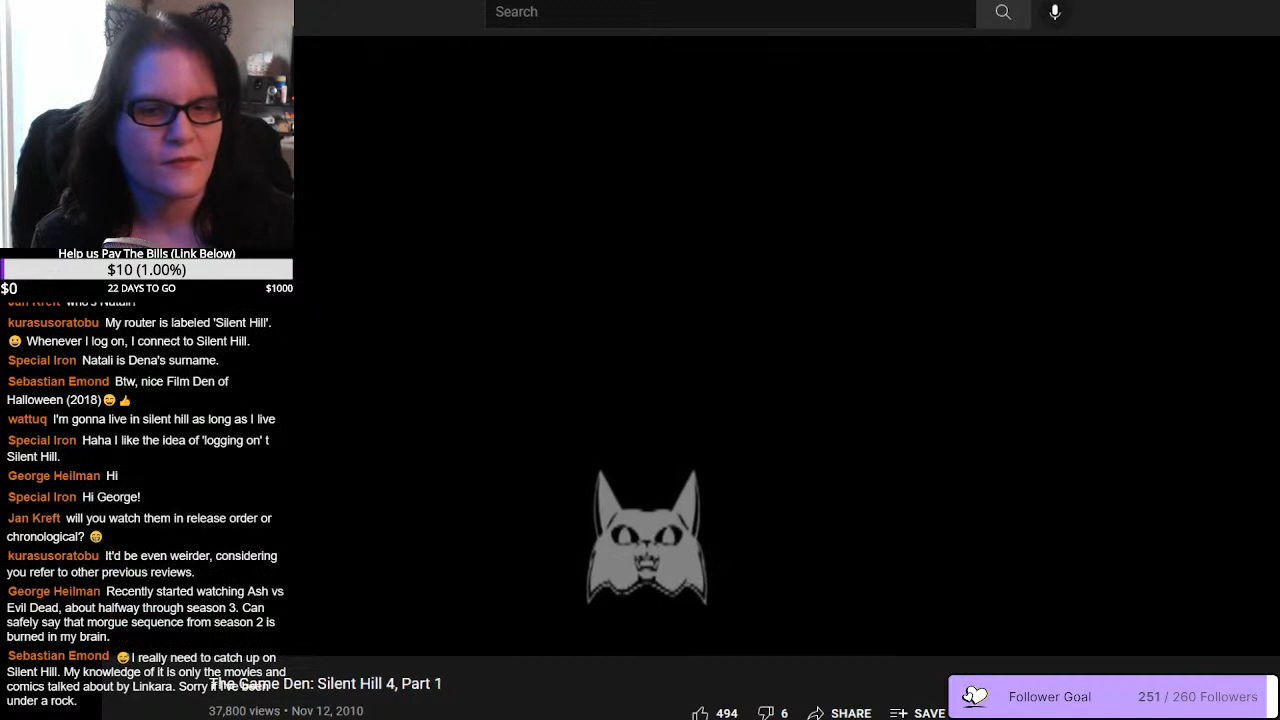 Search
Help us Pay The Bills (Link Below)
$10 (1.00%)
$0 22 DAYS TO GO $1000
kurasusoratobu My router is labeled 'Silent Hill'.
😀 Whenever I log on, I connect to Silent Hill.
Special Iron Natali is Dena's surname.
Sebastian Emond Btw, nice Film Den of
Halloween (2018)😄👍
wattuq I'm gonna live in silent hill as long as I live
Special Iron Haha I like the idea of 'logging on' t
Silent Hill.
George Heilman Hi
Special Iron Hi George!
Jan Kreft will you watch them in release order or
chronological? 😁
kurasusoratobu It'd be even weirder, considering
you refer to other previous reviews.
George Heilman Recently started watching Ash vs
Evil Dead, about halfway through season 3. Can
safely say that morgue sequence from season 2 is
burned in my brain.
Sebastian Emond 😅I really need to catch up on
Silent Hill. My knowledge of it is only the movies and
comics talked about by Linkara. Sorry if I've been
under a rock.
The Game Den: Silent Hill 4, Part 1
37,800 views • Nov 12, 2010
494 6 SHARE SAVE
Follower Goal 251 / 260 Followers